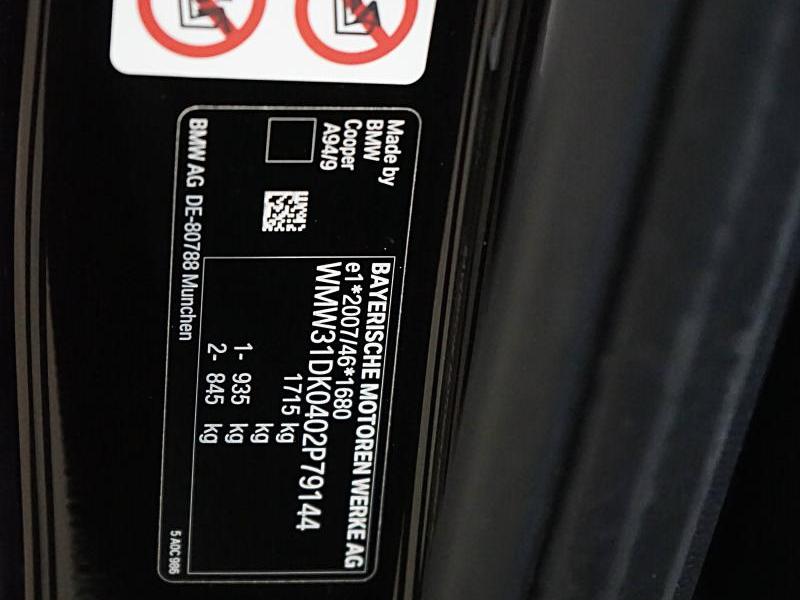 Made by
BMW
Cooper
A94/9
BAYERISCHE MOTOREN WERKE AG
e1*2007/46*1680
WMW31DK0402P79144
1715 kg
kg
1- 935 kg
2- 845 kg
BMW AG DE-80788 Munchen
5 A0C 986